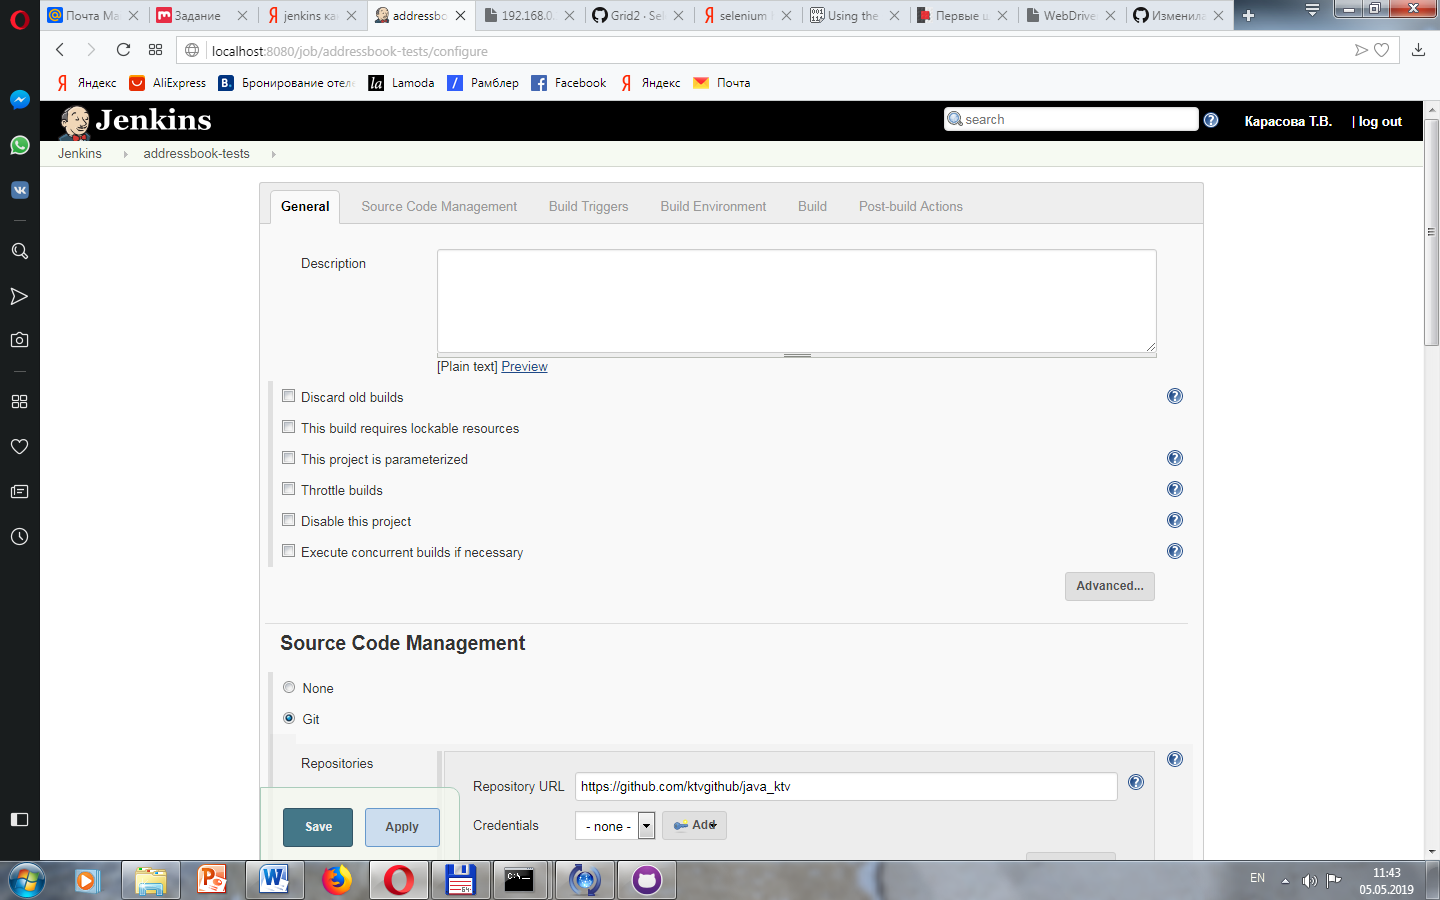 Почта Ма
Задание
jenkins ка
addressbo
192.168.0.
Grid2 · Sel
selenium h
Using the
Первые ш
WebDrive
Изменила
localhost:8080/job/addressbook-tests/configure
Яндекс
AliExpress
Бронирование отеле
Lamoda
Рамблер
Facebook
Яндекс
Почта
Jenkins
search
Карасова Т.В.
| log out
Jenkins
addressbook-tests
General
Source Code Management
Build Triggers
Build Environment
Build
Post-build Actions
Description
[Plain text] Preview
Discard old builds
This build requires lockable resources
This project is parameterized
Throttle builds
Disable this project
Execute concurrent builds if necessary
Advanced...
Source Code Management
None
Git
Repositories
Repository URL
https://github.com/ktvgithub/java_ktv
Credentials
- none -
Add
Save
Apply
EN
11:43
05.05.2019